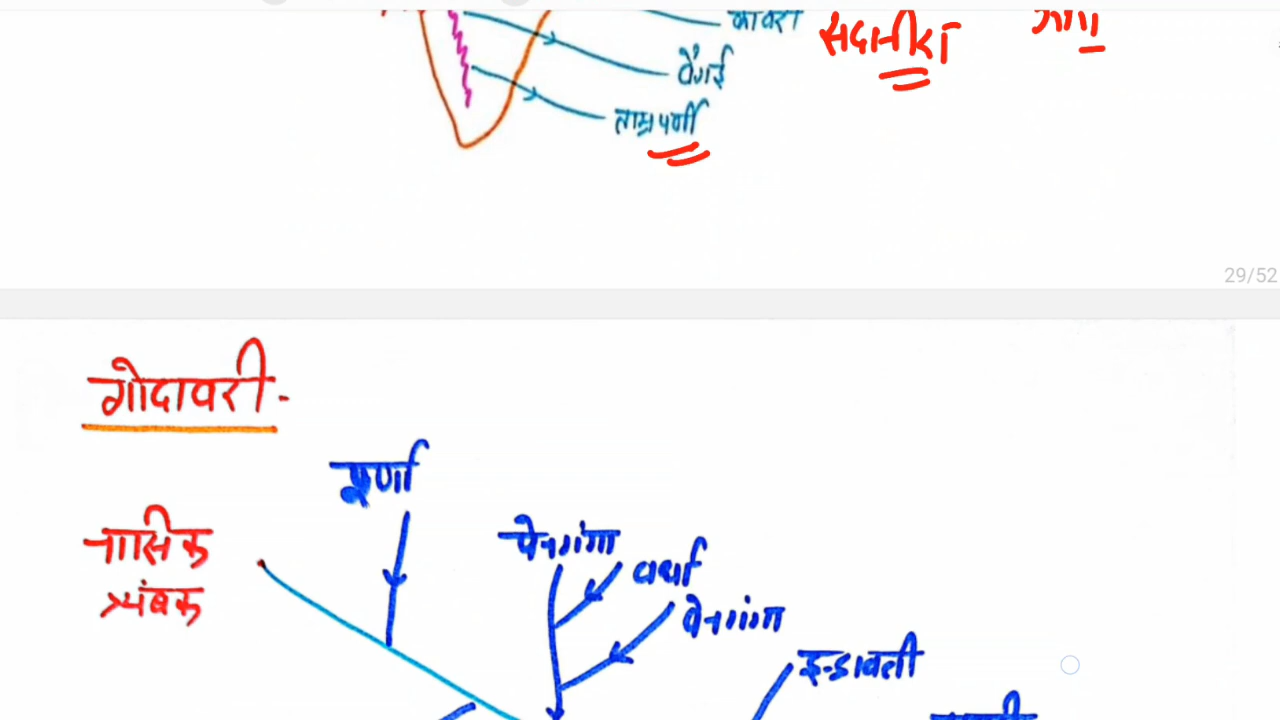 कावेरी
सदानीरा
वैगई
ताम्रपर्णी
29/52
गोदावरी-
पूर्णा
नासिक
त्र्यंबक
पेनगंगा
वर्धा
वेनगंगा
इन्द्रावती